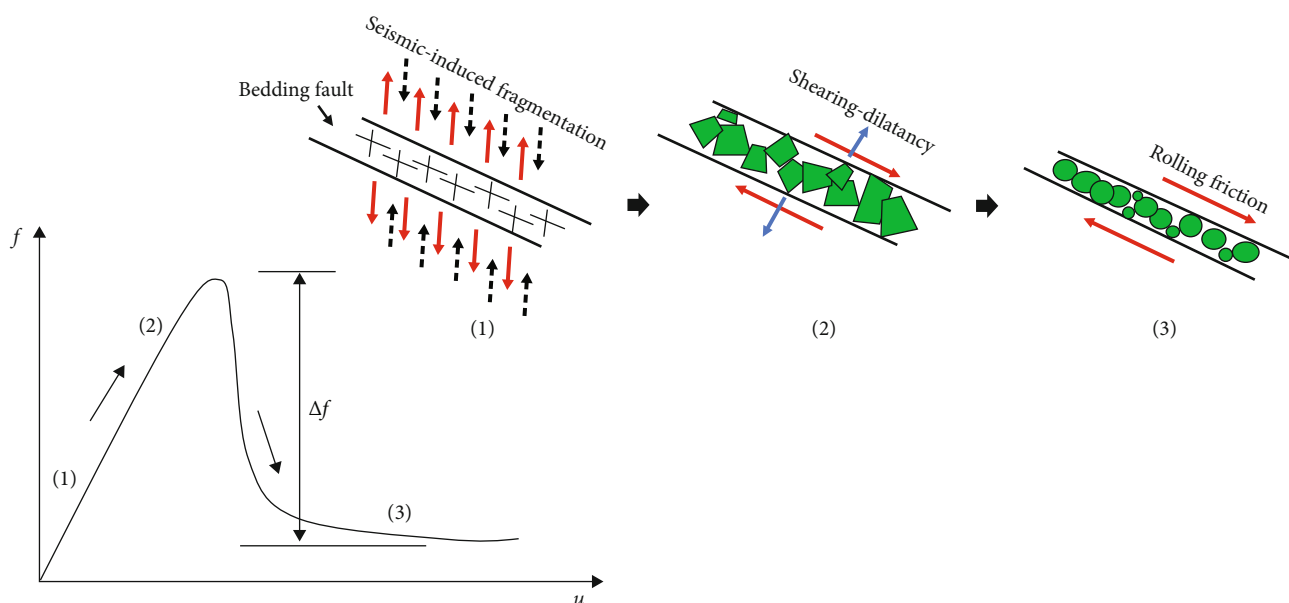 Seismic-induced fragmentation
Bedding fault
(1)
Shearing-dilatancy
(2)
Rolling friction
(3)
f
(2)
Δf
(1)
(3)
u